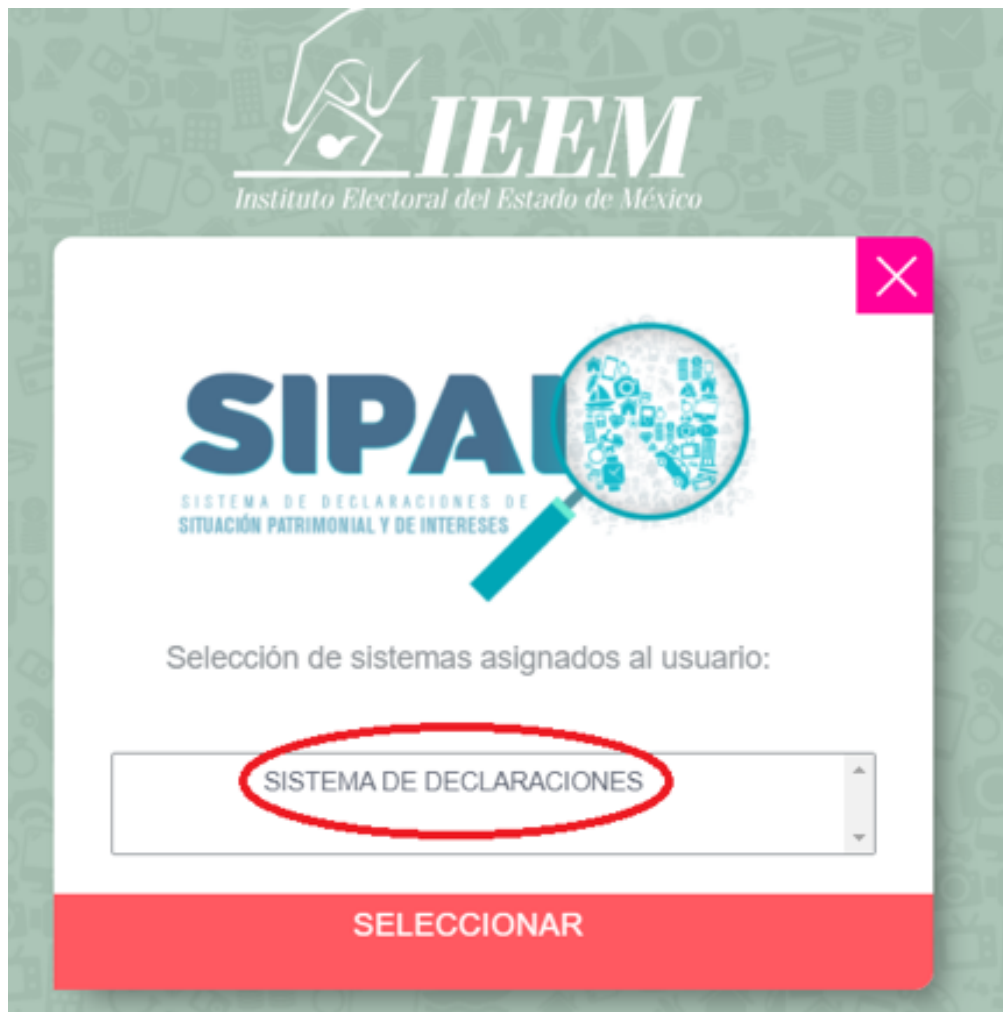 IEEM
Instituto Electoral del Estado de México
SIPAIN
SISTEMA DE DECLARACIONES DE
SITUACIÓN PATRIMONIAL Y DE INTERESES
Selección de sistemas asignados al usuario:
SISTEMA DE DECLARACIONES
SELECCIONAR